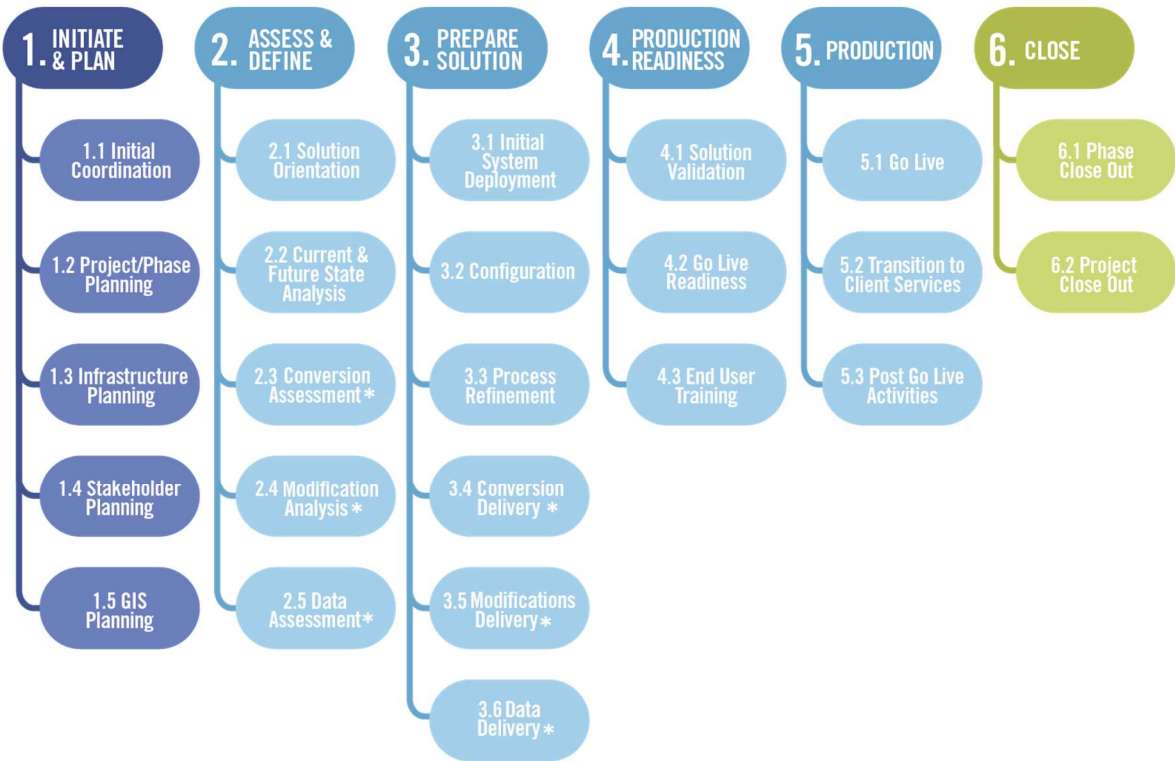 1. INITIATE
& PLAN
1.1 Initial
Coordination
1.2 Project/Phase
Planning
1.3 Infrastructure
Planning
1.4 Stakeholder
Planning
1.5 GIS
Planning
2. ASSESS &
DEFINE
2.1 Solution
Orientation
2.2 Current &
Future State
Analysis
2.3 Conversion
Assessment*
2.4 Modification
Analysis*
2.5 Data
Assessment*
3. PREPARE
SOLUTION
3.1 Initial
System
Deployment
3.2 Configuration
3.3 Process
Refinement
3.4 Conversion
Delivery *
3.5 Modifications
Delivery*
3.6 Data
Delivery*
4. PRODUCTION
READINESS
4.1 Solution
Validation
4.2 Go Live
Readiness
4.3 End User
Training
5. PRODUCTION
5.1 Go Live
5.2 Transition to
Client Services
5.3 Post Go Live
Activities
6. CLOSE
6.1 Phase
Close Out
6.2 Project
Close Out